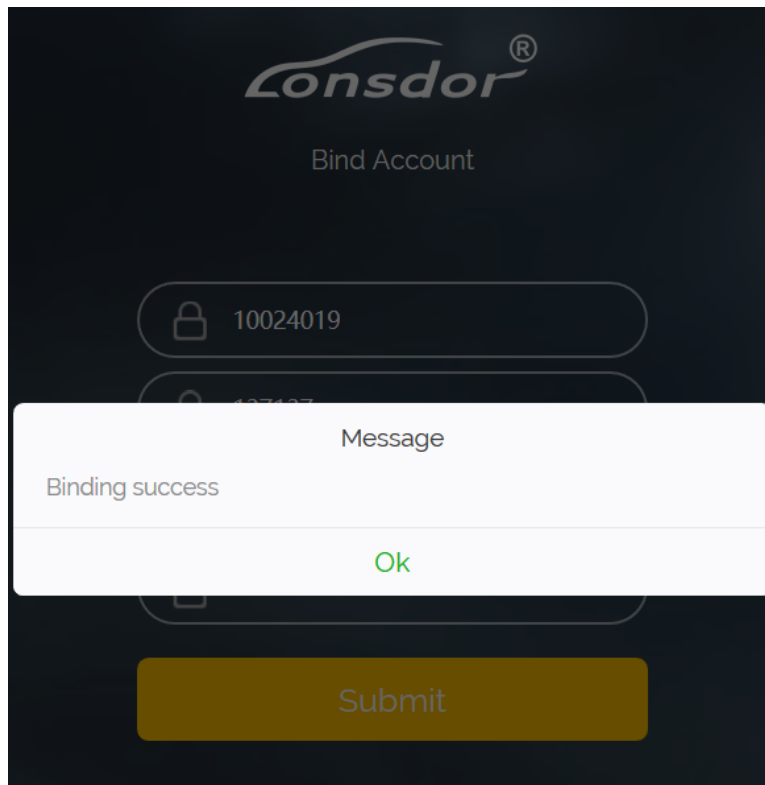 Lonsdor®
Bind Account
10024019
Message
Binding success
Ok
Submit